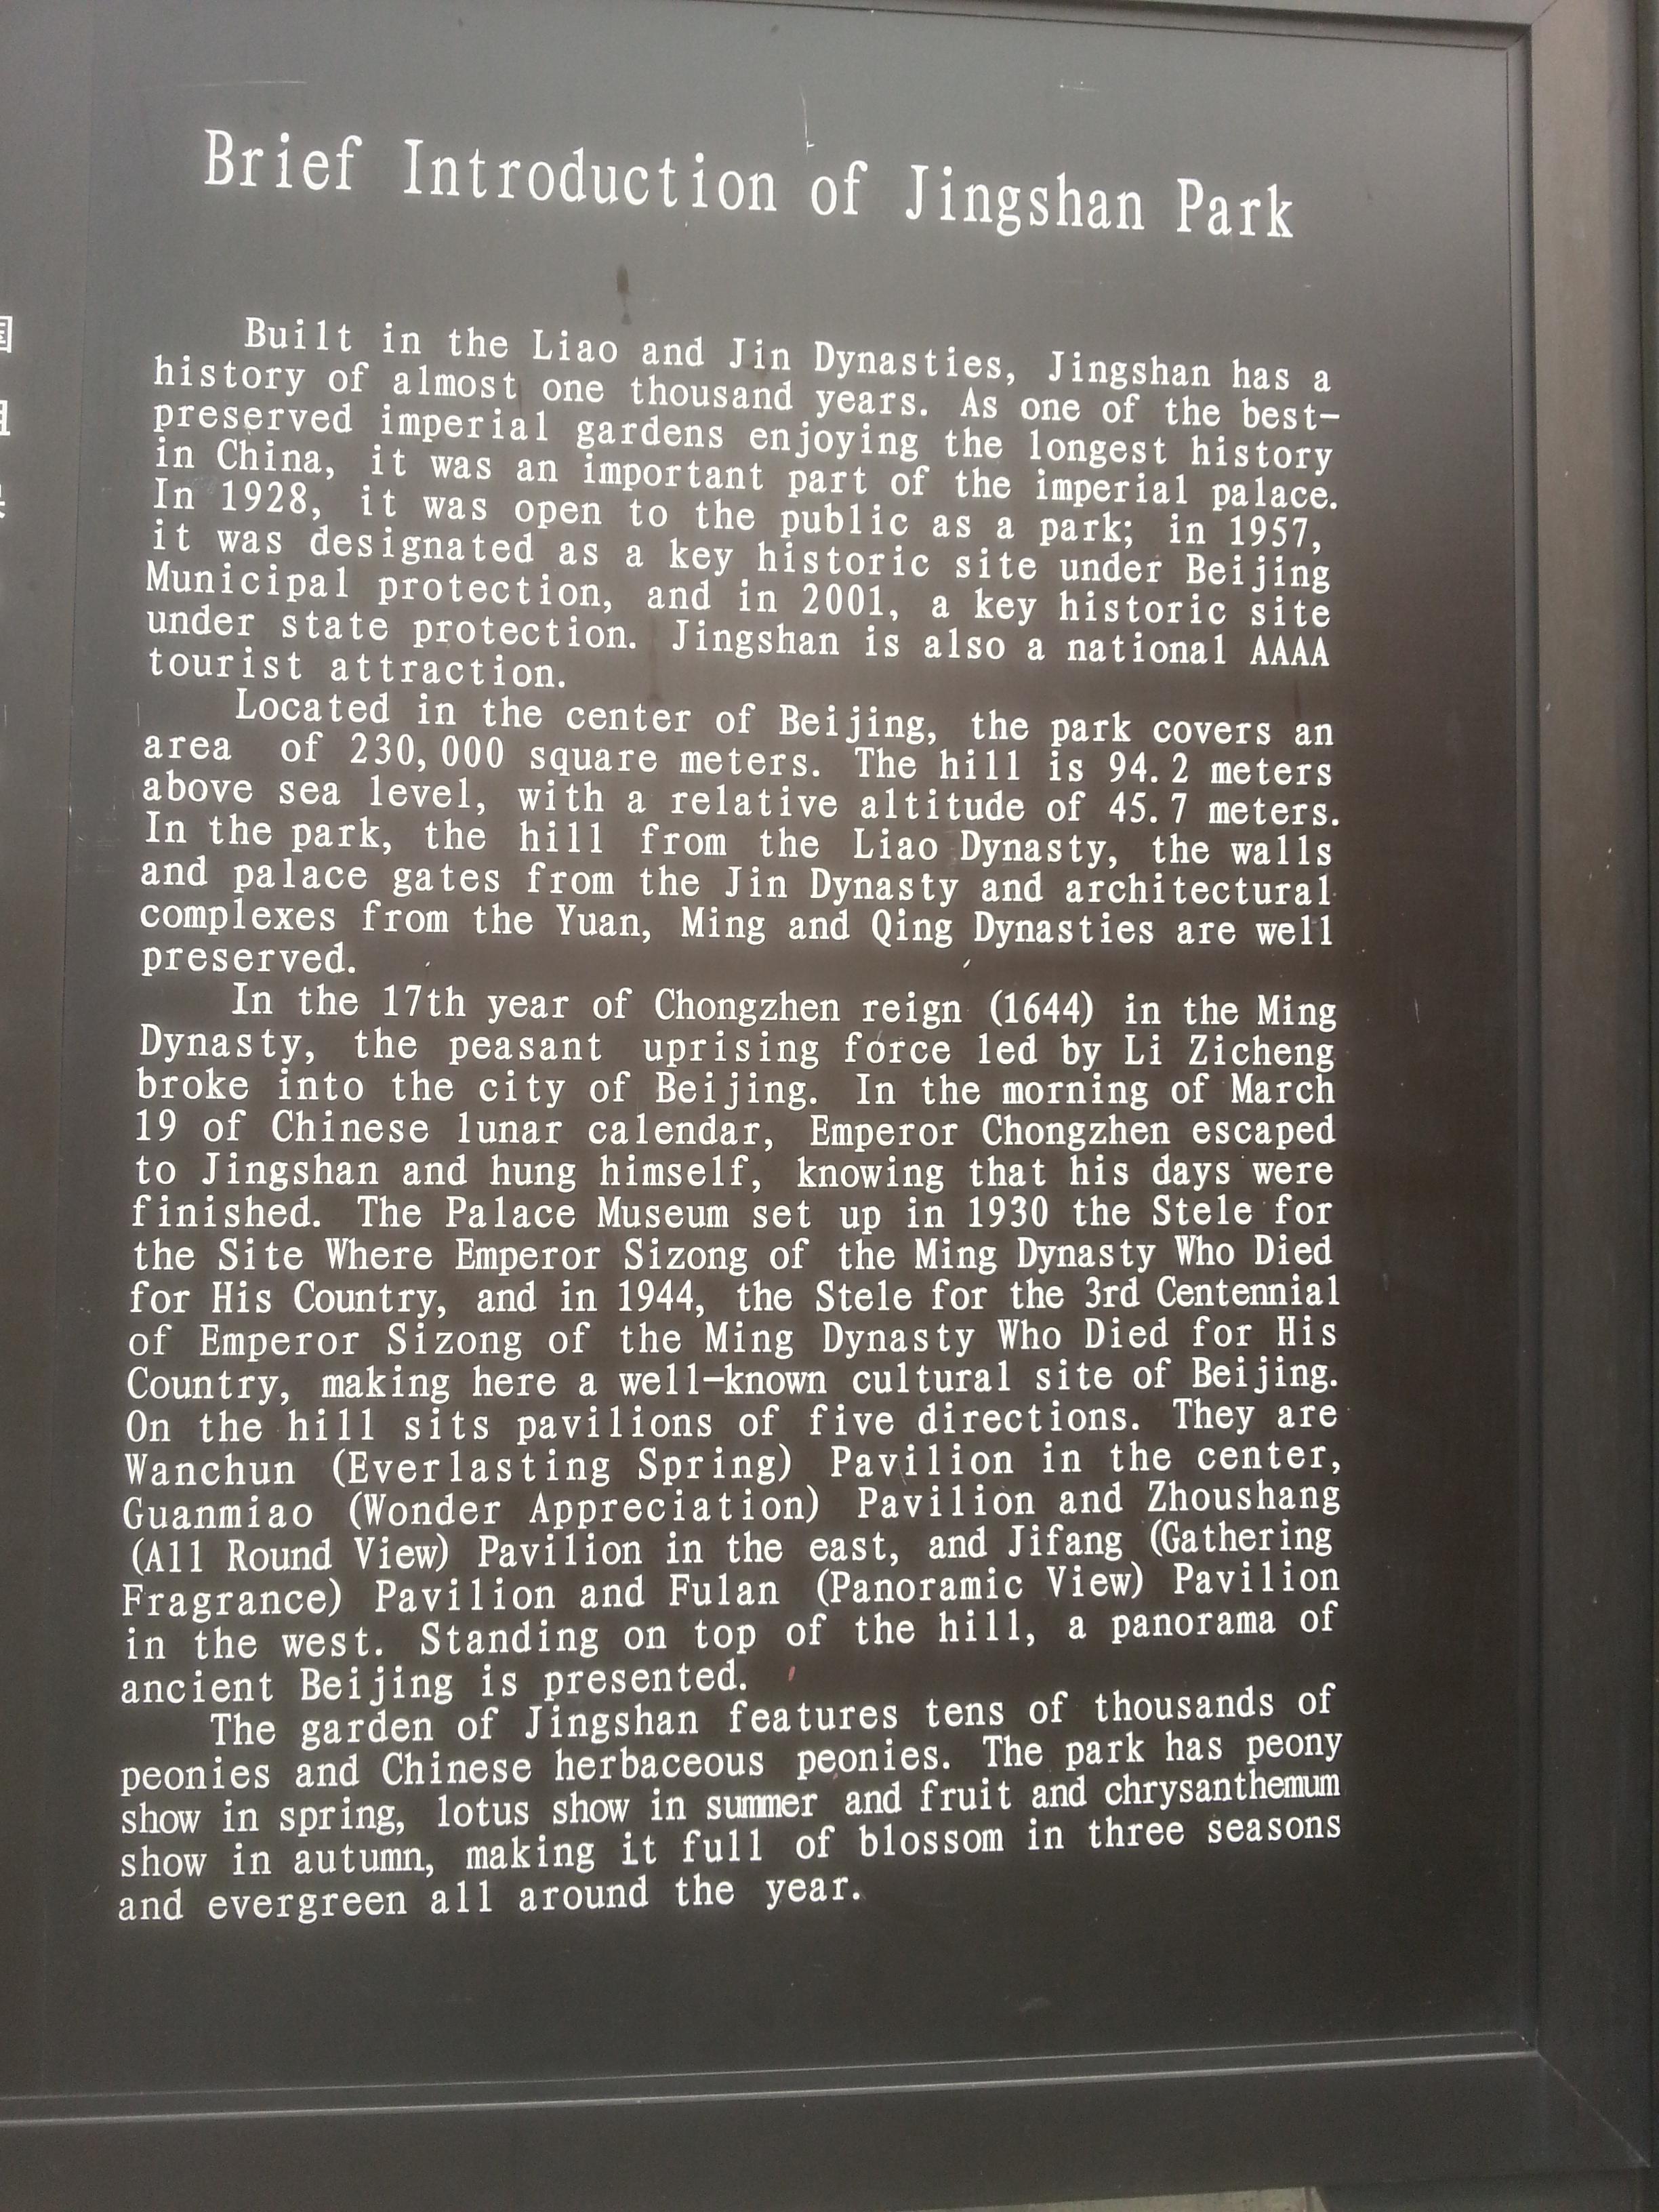 Brief Introduction of Jingshan Park
Built in the Liao and Jin Dynasties, Jingshan has a
history of almost one thousand years. As one of the best-
preserved imperial gardens enjoying the longest history
in China, it was an important part of the imperial palace.
In 1928, it was open to the public as a park; in 1957,
it was designated as a key historic site under Beijing
Municipal protection, and in 2001, a key historic site
under state protection. Jingshan is also a national AAAA
tourist attraction.
Located in the center of Beijing, the park covers an
area of 230,000 square meters. The hill is 94.2 meters
above sea level, with a relative altitude of 45.7 meters.
In the park, the hill from the Liao Dynasty, the walls
and palace gates from the Jin Dynasty and architectural
complexes from the Yuan, Ming and Qing Dynasties are well
preserved.
In the 17th year of Chongzhen reign (1644) in the Ming
Dynasty, the peasant uprising force led by Li Zicheng
broke into the city of Beijing. In the morning of March
19 of Chinese lunar calendar, Emperor Chongzhen escaped
to Jingshan and hung himself, knowing that his days were
finished. The Palace Museum set up in 1930 the Stele for
the Site Where Emperor Sizong of the Ming Dynasty Who Died
for His Country, and in 1944, the Stele for the 3rd Centennial
of Emperor Sizong of the Ming Dynasty Who Died for His
Country, making here a well-known cultural site of Beijing.
On the hill sits pavilions of five directions. They are
Wanchun (Everlasting Spring) Pavilion in the center,
Guanmiao (Wonder Appreciation) Pavilion and Zhoushang
(All Round View) Pavilion in the east, and Jifang (Gathering
Fragrance) Pavilion and Fulan (Panoramic View) Pavilion
in the west. Standing on top of the hill, a panorama of
ancient Beijing is presented.
The garden of Jingshan features tens of thousands of
peonies and Chinese herbaceous peonies. The park has peony
show in spring, lotus show in summer and fruit and chrysanthemum
show in autumn, making it full of blossom in three seasons
and evergreen all around the year.